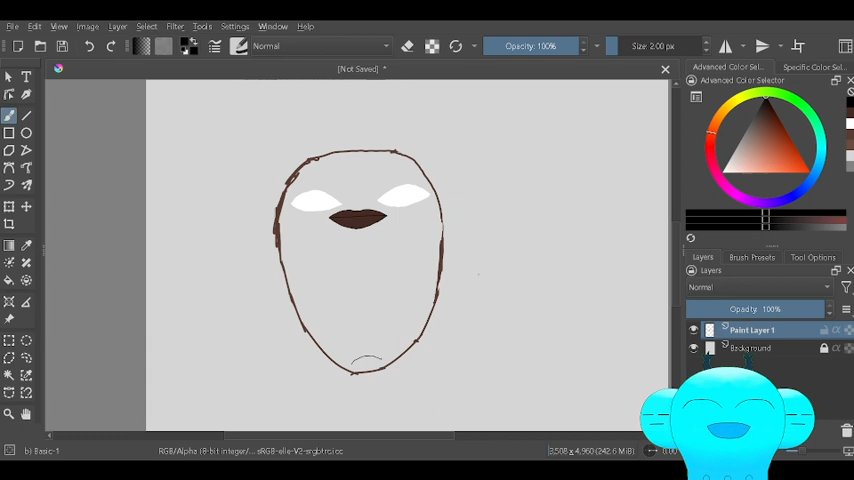 File Edit View Image Layer Select Filter Tools Settings Window Help
Normal Opacity: 100% Size: 2.00 px
[Not Saved] *
Advanced Color Sel... Specific Color Sel...
Advanced Color Selector
Layers Brush Presets Tool Options
Layers
Normal
Opacity: 100%
Paint Layer 1
Background
b) Basic-1 RGB/Alpha (8-bit integer/... sRGB-elle-V2-srgbtrc.icc 3,508 x 4,960 (242.6 MiB) 0.00